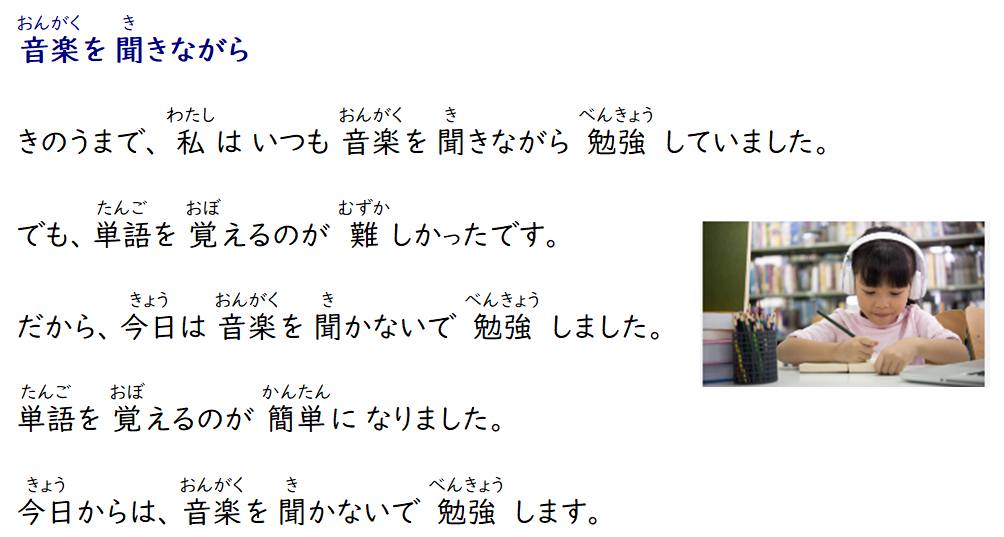 おんがく き
音楽を 聞きながら
わたし おんがく き べんきょう
きのうまで、私は いつも 音楽を 聞きながら 勉強 していました。
たんご おぼ むずか
でも、単語を 覚えるのが 難しかったです。
きょう おんがく き べんきょう
だから、今日は 音楽を 聞かないで 勉強 しました。
たんご おぼ かんたん
単語を 覚えるのが 簡単に なりました。
きょう おんがく き べんきょう
今日からは、音楽を 聞かないで 勉強 します。